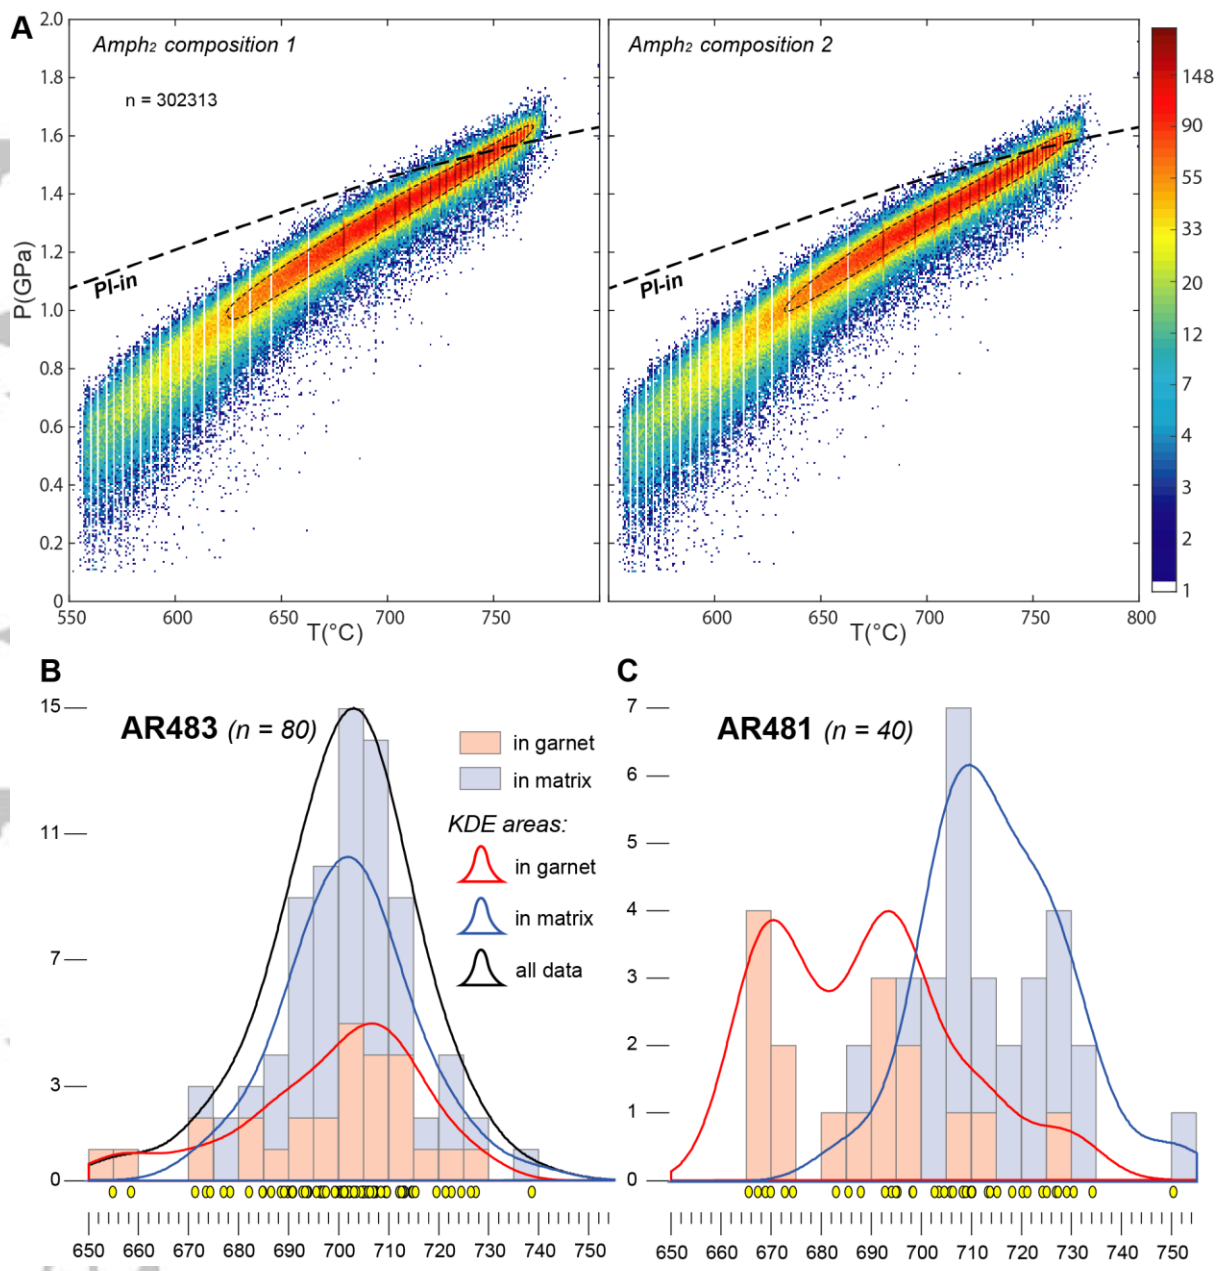 A
Amph₂ composition 1
Amph₂ composition 2
n = 302313
Pl-in
Pl-in
P(GPa)
2.0
1.8
1.6
1.4
1.2
1.0
0.8
0.6
0.4
0.2
0
550 600 650 700 750
T(°C)
600 650 700 750 800
T(°C)
148
90
55
33
20
12
7
4
3
2
1
B
AR483 (n = 80)
15
11
7
3
0
in garnet
in matrix
KDE areas:
in garnet
in matrix
all data
650 660 670 680 690 700 710 720 730 740 750
C
AR481 (n = 40)
7
6
5
4
3
2
1
0
650 660 670 680 690 700 710 720 730 740 750